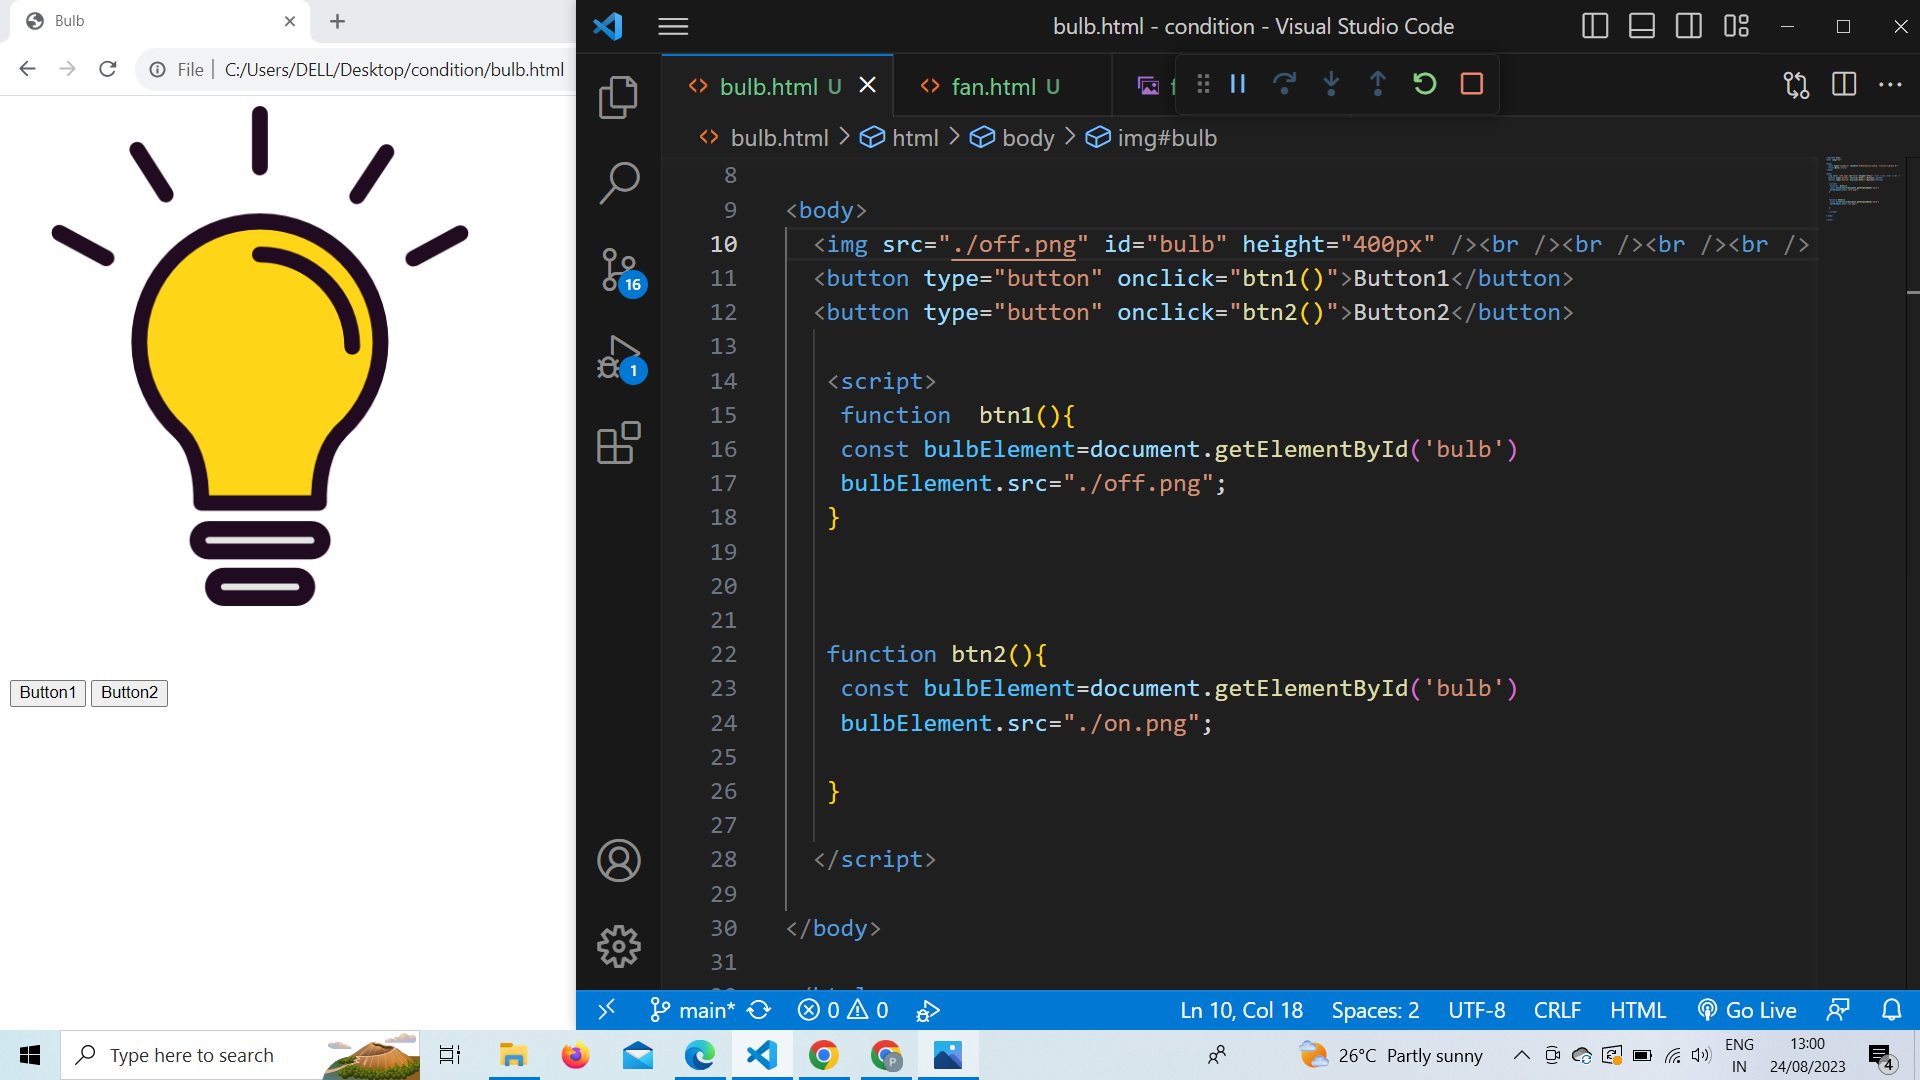 Bulb
File C:/Users/DELL/Desktop/condition/bulb.html
Button1 Button2
bulb.html - condition - Visual Studio Code
bulb.html U
fan.html U
bulb.html > html > body > img#bulb
8
9 <body>
10 <img src="./off.png" id="bulb" height="400px" /><br /><br /><br /><br />
11 <button type="button" onclick="btn1()">Button1</button>
12 <button type="button" onclick="btn2()">Button2</button>
13
14 <script>
15 function  btn1(){
16 const bulbElement=document.getElementById('bulb')
17 bulbElement.src="./off.png";
18 }
19
20
21
22 function btn2(){
23 const bulbElement=document.getElementById('bulb')
24 bulbElement.src="./on.png";
25
26 }
27
28 </script>
29
30 </body>
31
16
1
main* 0 0 Ln 10, Col 18 Spaces: 2 UTF-8 CRLF HTML Go Live
Type here to search
P
26°C Partly sunny
ENG
IN
13:00
24/08/2023
4